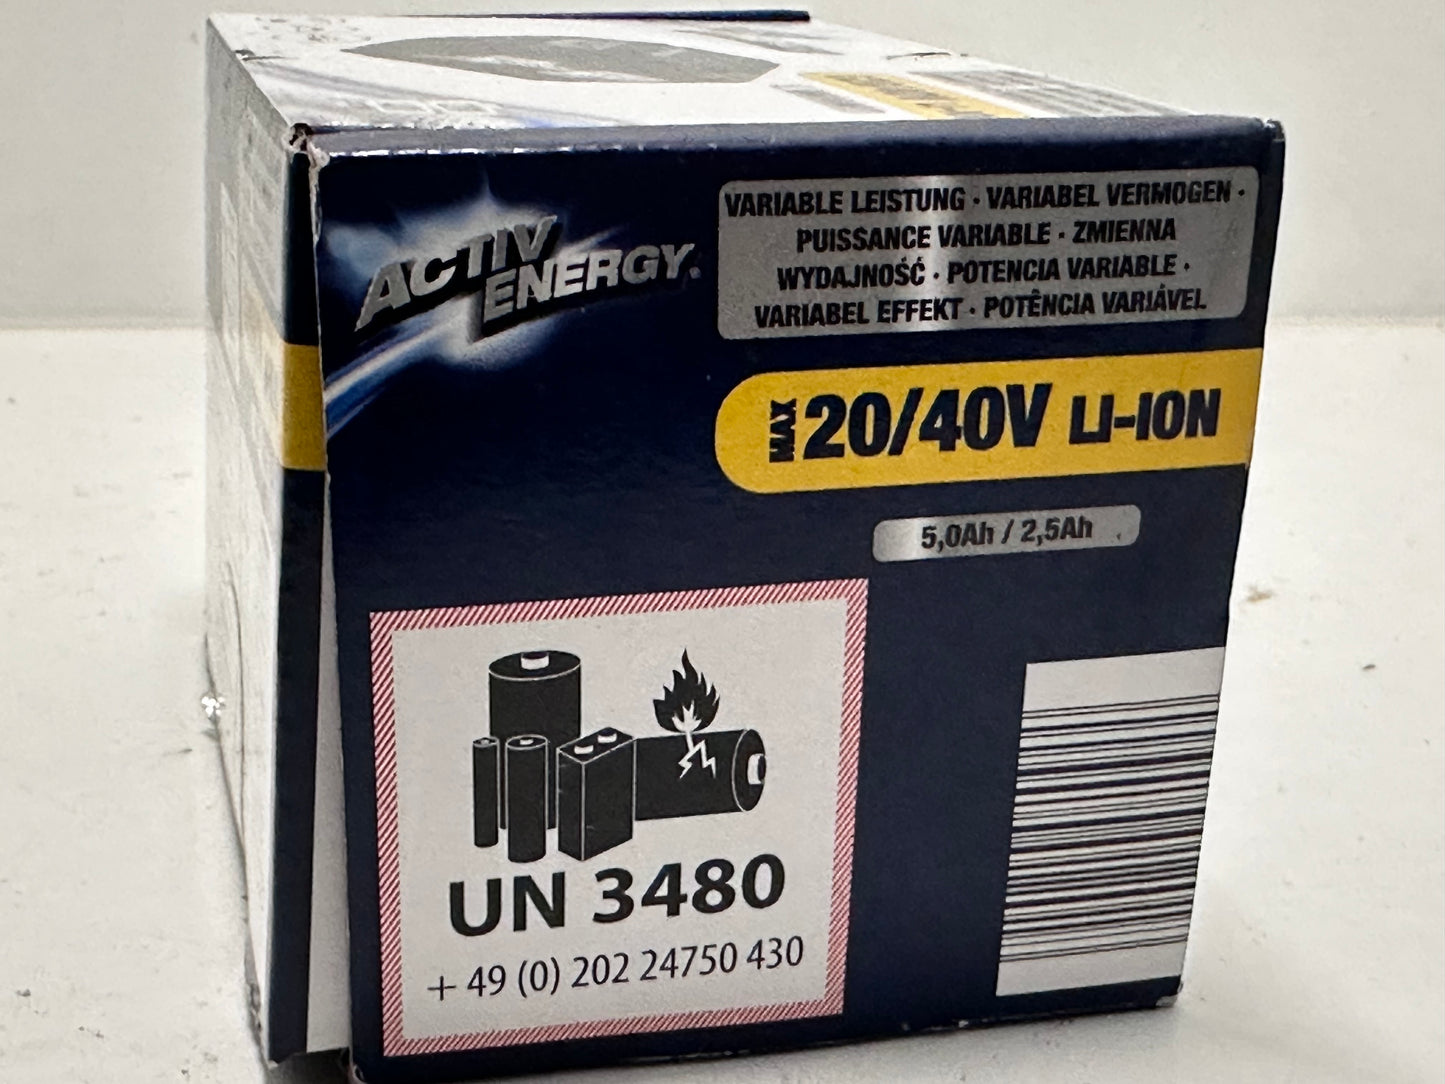 ACTIV
ENERGY.
VARIABLE LEISTUNG · VARIABEL VERMOGEN ·
PUISSANCE VARIABLE · ZMIENNA
WYDAJNOŚĆ · POTENCIA VARIABLE ·
VARIABEL EFFEKT · POTÊNCIA VARIÁVEL
MAX 20/40V LI-ION
5,0Ah / 2,5Ah
UN 3480
+ 49 (0) 202 24750 430